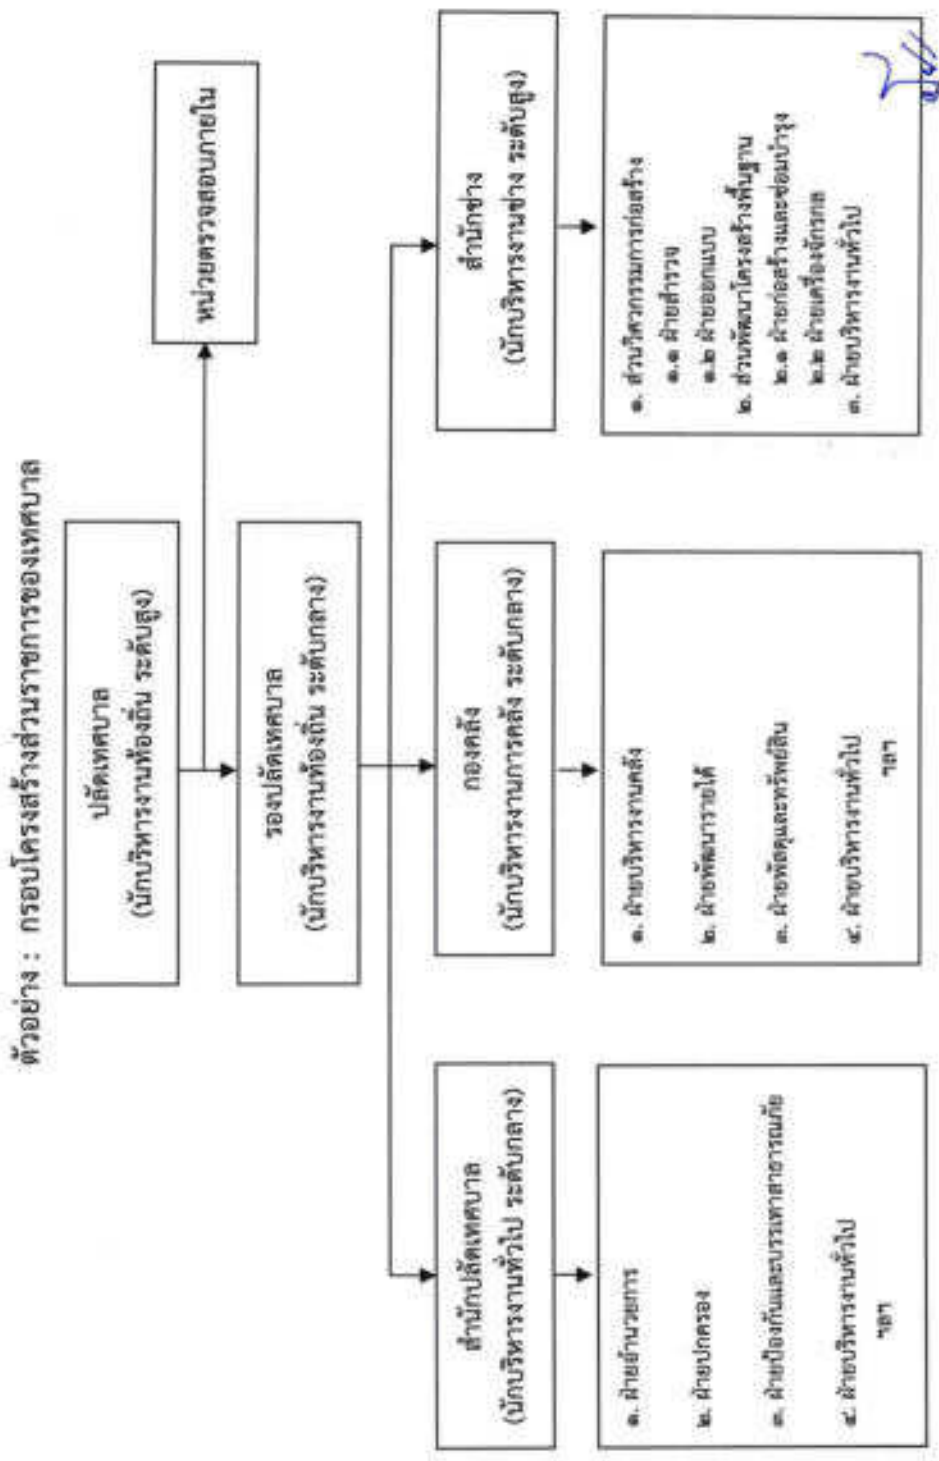 ตัวอย่าง : กรอบโครงสร้างส่วนราชการของเทศบาล
ปลัดเทศบาล
(นักบริหารงานท้องถิ่น ระดับสูง)
หน่วยตรวจสอบภายใน
รองปลัดเทศบาล
(นักบริหารงานท้องถิ่น ระดับกลาง)
สำนักปลัดเทศบาล
(นักบริหารงานทั่วไป ระดับกลาง)
๑. ฝ่ายอำนวยการ
๒. ฝ่ายปกครอง
๓. ฝ่ายป้องกันและบรรเทาสาธารณภัย
๔. ฝ่ายบริหารงานทั่วไป
ฯลฯ
กองคลัง
(นักบริหารงานการคลัง ระดับกลาง)
๑. ฝ่ายบริหารงานคลัง
๒. ฝ่ายพัฒนารายได้
๓. ฝ่ายพัสดุและทรัพย์สิน
๔. ฝ่ายบริหารงานทั่วไป
ฯลฯ
สำนักช่าง
(นักบริหารงานช่าง ระดับสูง)
๑. ส่วนวิศวกรรมการก่อสร้าง
๑.๑ ฝ่ายสำรวจ
๑.๒ ฝ่ายออกแบบ
๒. ส่วนพัฒนาโครงสร้างพื้นฐาน
๒.๑ ฝ่ายก่อสร้างและซ่อมบำรุง
๒.๒ ฝ่ายเครื่องจักรกล
๓. ฝ่ายบริหารงานทั่วไป